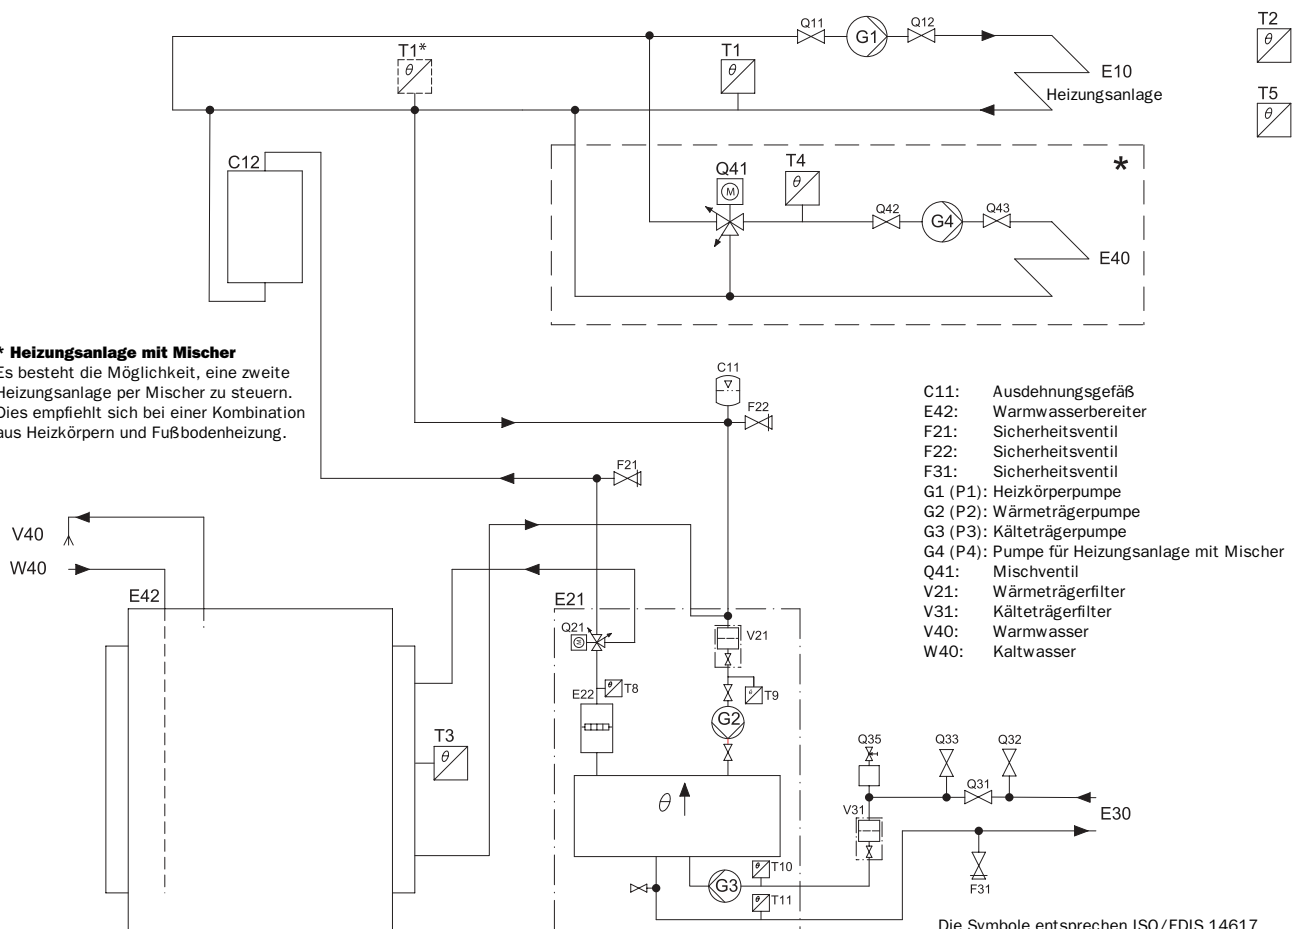 Q11
G1
Q12
T2
T1*
θ
T1
θ
θ
E10
Heizungsanlage
T5
θ
C12
*
Q41
M
T4
θ
Q42
G4
Q43
E40
* Heizungsanlage mit Mischer
Es besteht die Möglichkeit, eine zweite
Heizungsanlage per Mischer zu steuern.
Dies empfiehlt sich bei einer Kombination
aus Heizkörpern und Fußbodenheizung.
C11
F22
F21
C11: Ausdehnungsgefäß
E42: Warmwasserbereiter
F21: Sicherheitsventil
F22: Sicherheitsventil
F31: Sicherheitsventil
G1 (P1): Heizkörperpumpe
G2 (P2): Wärmeträgerpumpe
G3 (P3): Kälteträgerpumpe
G4 (P4): Pumpe für Heizungsanlage mit Mischer
Q41: Mischventil
V21: Wärmeträgerfilter
V31: Kälteträgerfilter
V40: Warmwasser
W40: Kaltwasser
V40
W40
E42
E21
Q21
M
V21
T8
θ
T9
θ
E22
G2
T3
θ
θ
Q35
Q33
Q32
Q31
E30
V31
T10
θ
G3
T11
θ
F31
Die Symbole entsprechen ISO/FDIS 14617